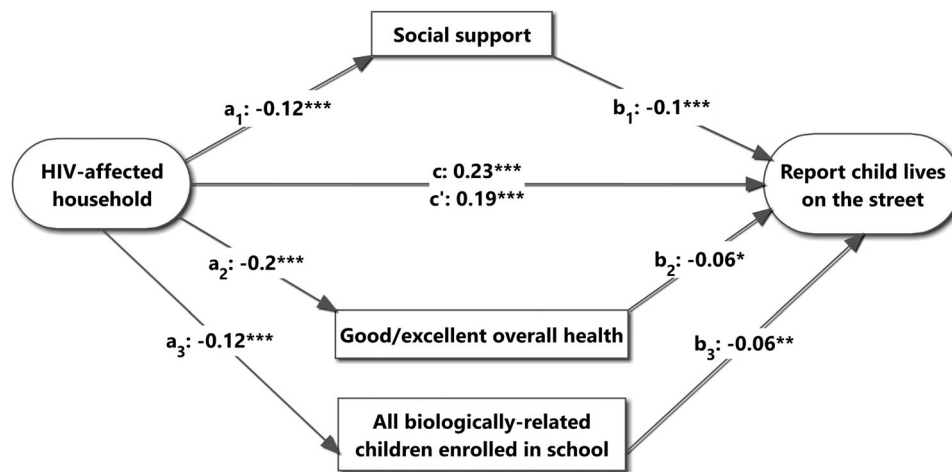 Social support
a1: -0.12***
b1: -0.1***
HIV-affected
household
c: 0.23***
c': 0.19***
Report child lives
on the street
a2: -0.2***
b2: -0.06*
Good/excellent overall health
a3: -0.12***
b3: -0.06**
All biologically-related
children enrolled in school